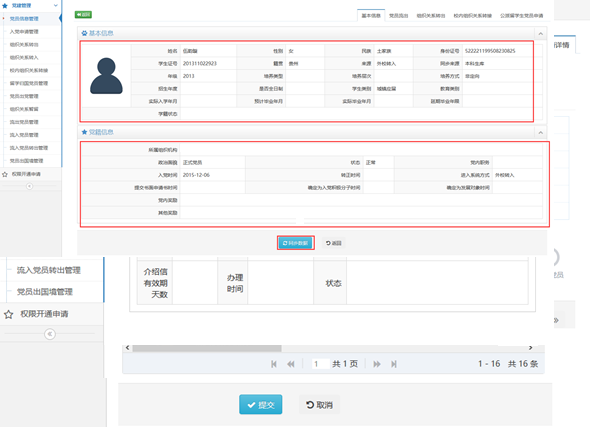 党建管理
党员信息管理
入党申请管理
组织关系转出
组织关系转入
校内组织关系转接
留学归国党员管理
党员出党管理
组织关系暂留
流出党员管理
流入党员管理
流入党员转出管理
党员出国境管理
权限开通申请
返回
基本信息 党员流出 组织关系转出 校内组织关系转接 公派留学生党员申请
基本信息
姓名 性别 女 民族 土家族 身份证号 522221199508230825
学生证号 201311022923 籍贯 贵州 来源 外校转入 同步来源 本科生库
年级 2013 培养类型 培养层次 培养方式 非定向
招生年度 是否全日制 学生类别 城镇应届 教育类别
实际入学年月 预计毕业年月 实际毕业年月 延期毕业年限
学籍状态
党籍信息
所属组织机构
政治面貌 正式党员 状态 正常 党内职务
入党时间 2015-12-06 转正时间 进入系统方式 外校转入
提交书面申请书时间 确定为入党积极分子时间 确定为发展对象时间
党内奖励
其他奖励
同步数据 返回
详情
流入党员转出管理
党员出国境管理
权限开通申请
介绍信有效期天数 办理时间 状态
1 共 1 页 1 - 16 共 16 条
提交 取消
党员